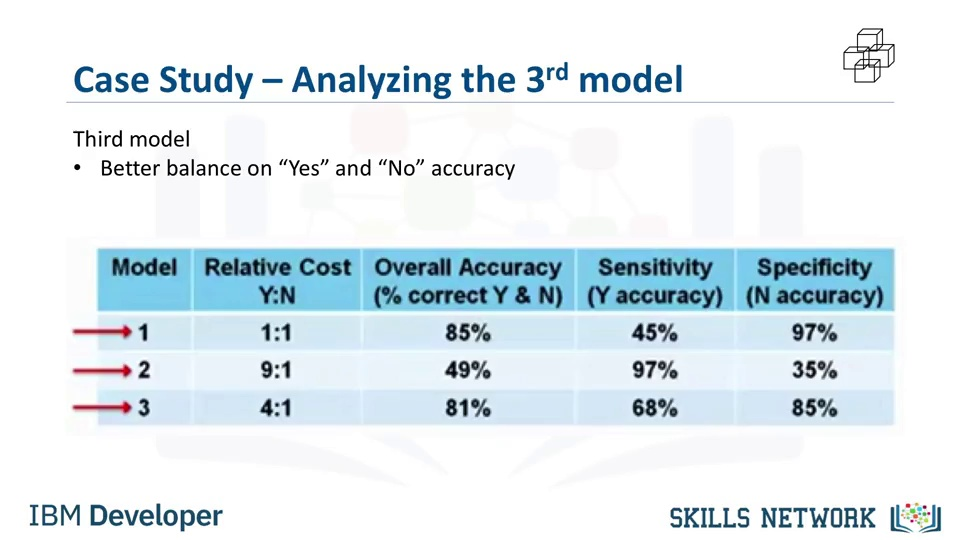 Case Study – Analyzing the 3rd model
Third model
• Better balance on “Yes” and “No” accuracy
Model Relative Cost Overall Accuracy Sensitivity Specificity
Y:N (% correct Y & N) (Y accuracy) (N accuracy)
1 1:1 85% 45% 97%
2 9:1 49% 97% 35%
3 4:1 81% 68% 85%
IBM Developer
SKILLS NETWORK